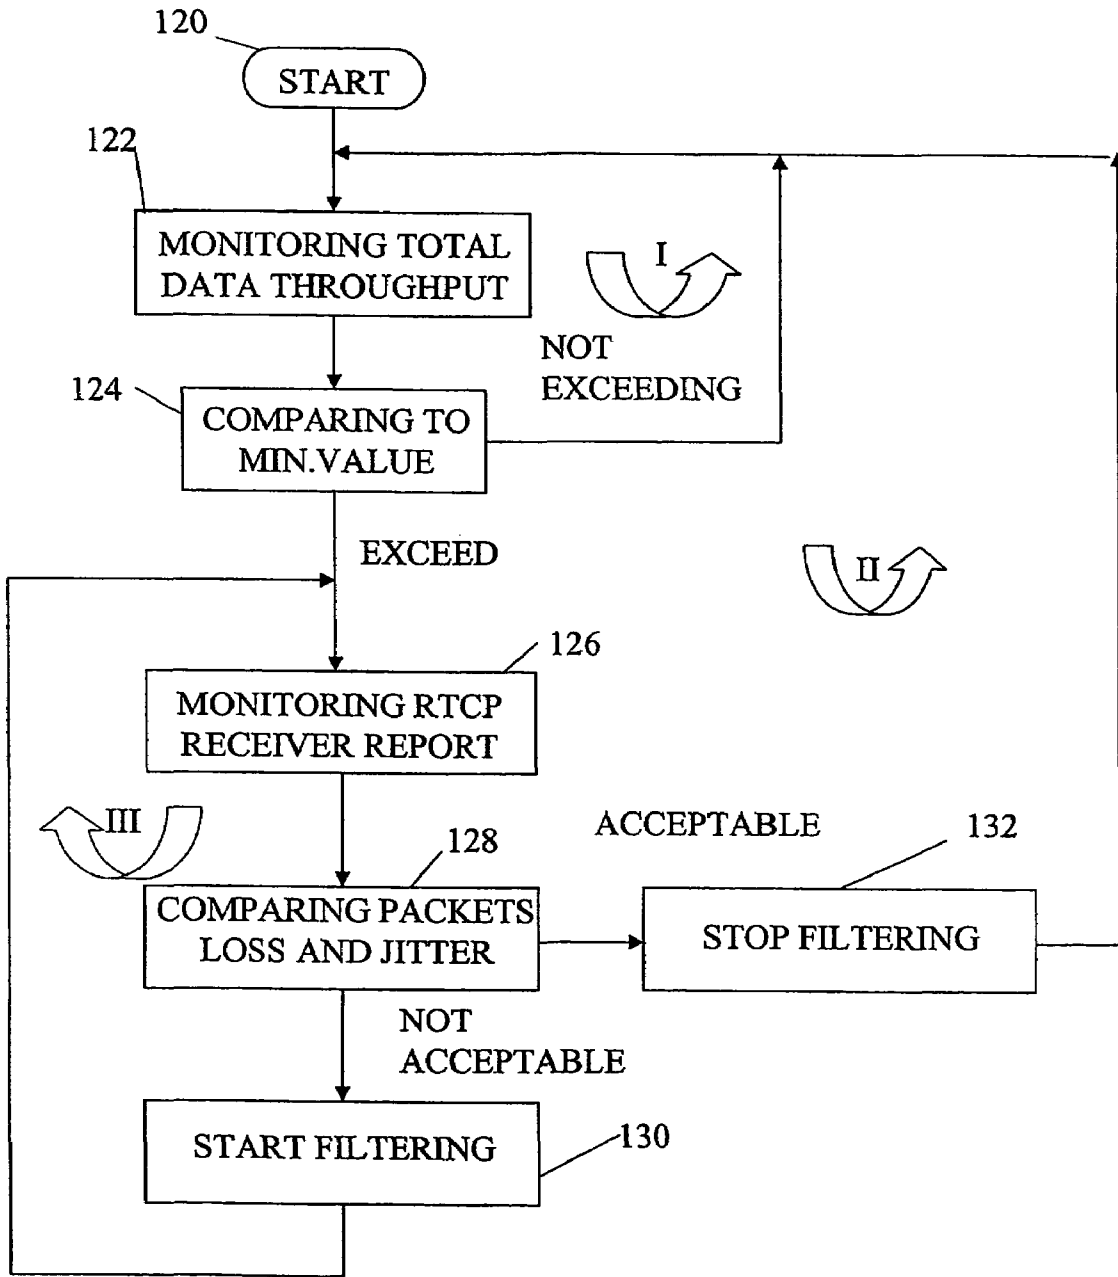 120
START
122
MONITORING TOTAL
DATA THROUGHPUT
I
NOT
EXCEEDING
124
COMPARING TO
MIN.VALUE
EXCEED
II
126
MONITORING RTCP
RECEIVER REPORT
III
ACCEPTABLE
132
128
COMPARING PACKETS
LOSS AND JITTER
STOP FILTERING
NOT
ACCEPTABLE
START FILTERING
130